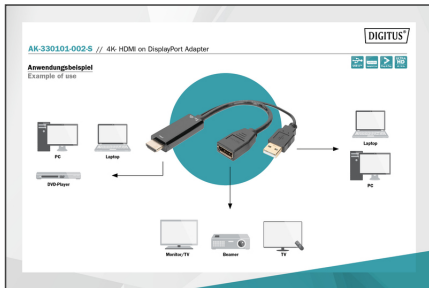 DIGITUS®
AK-330101-002-S // 4K- HDMI on DisplayPort Adapter
Anwendungsbeispiel
Example of use
HD
PC
Laptop
DVD-Player
Laptop
PC
Monitor/TV
Beamer
TV